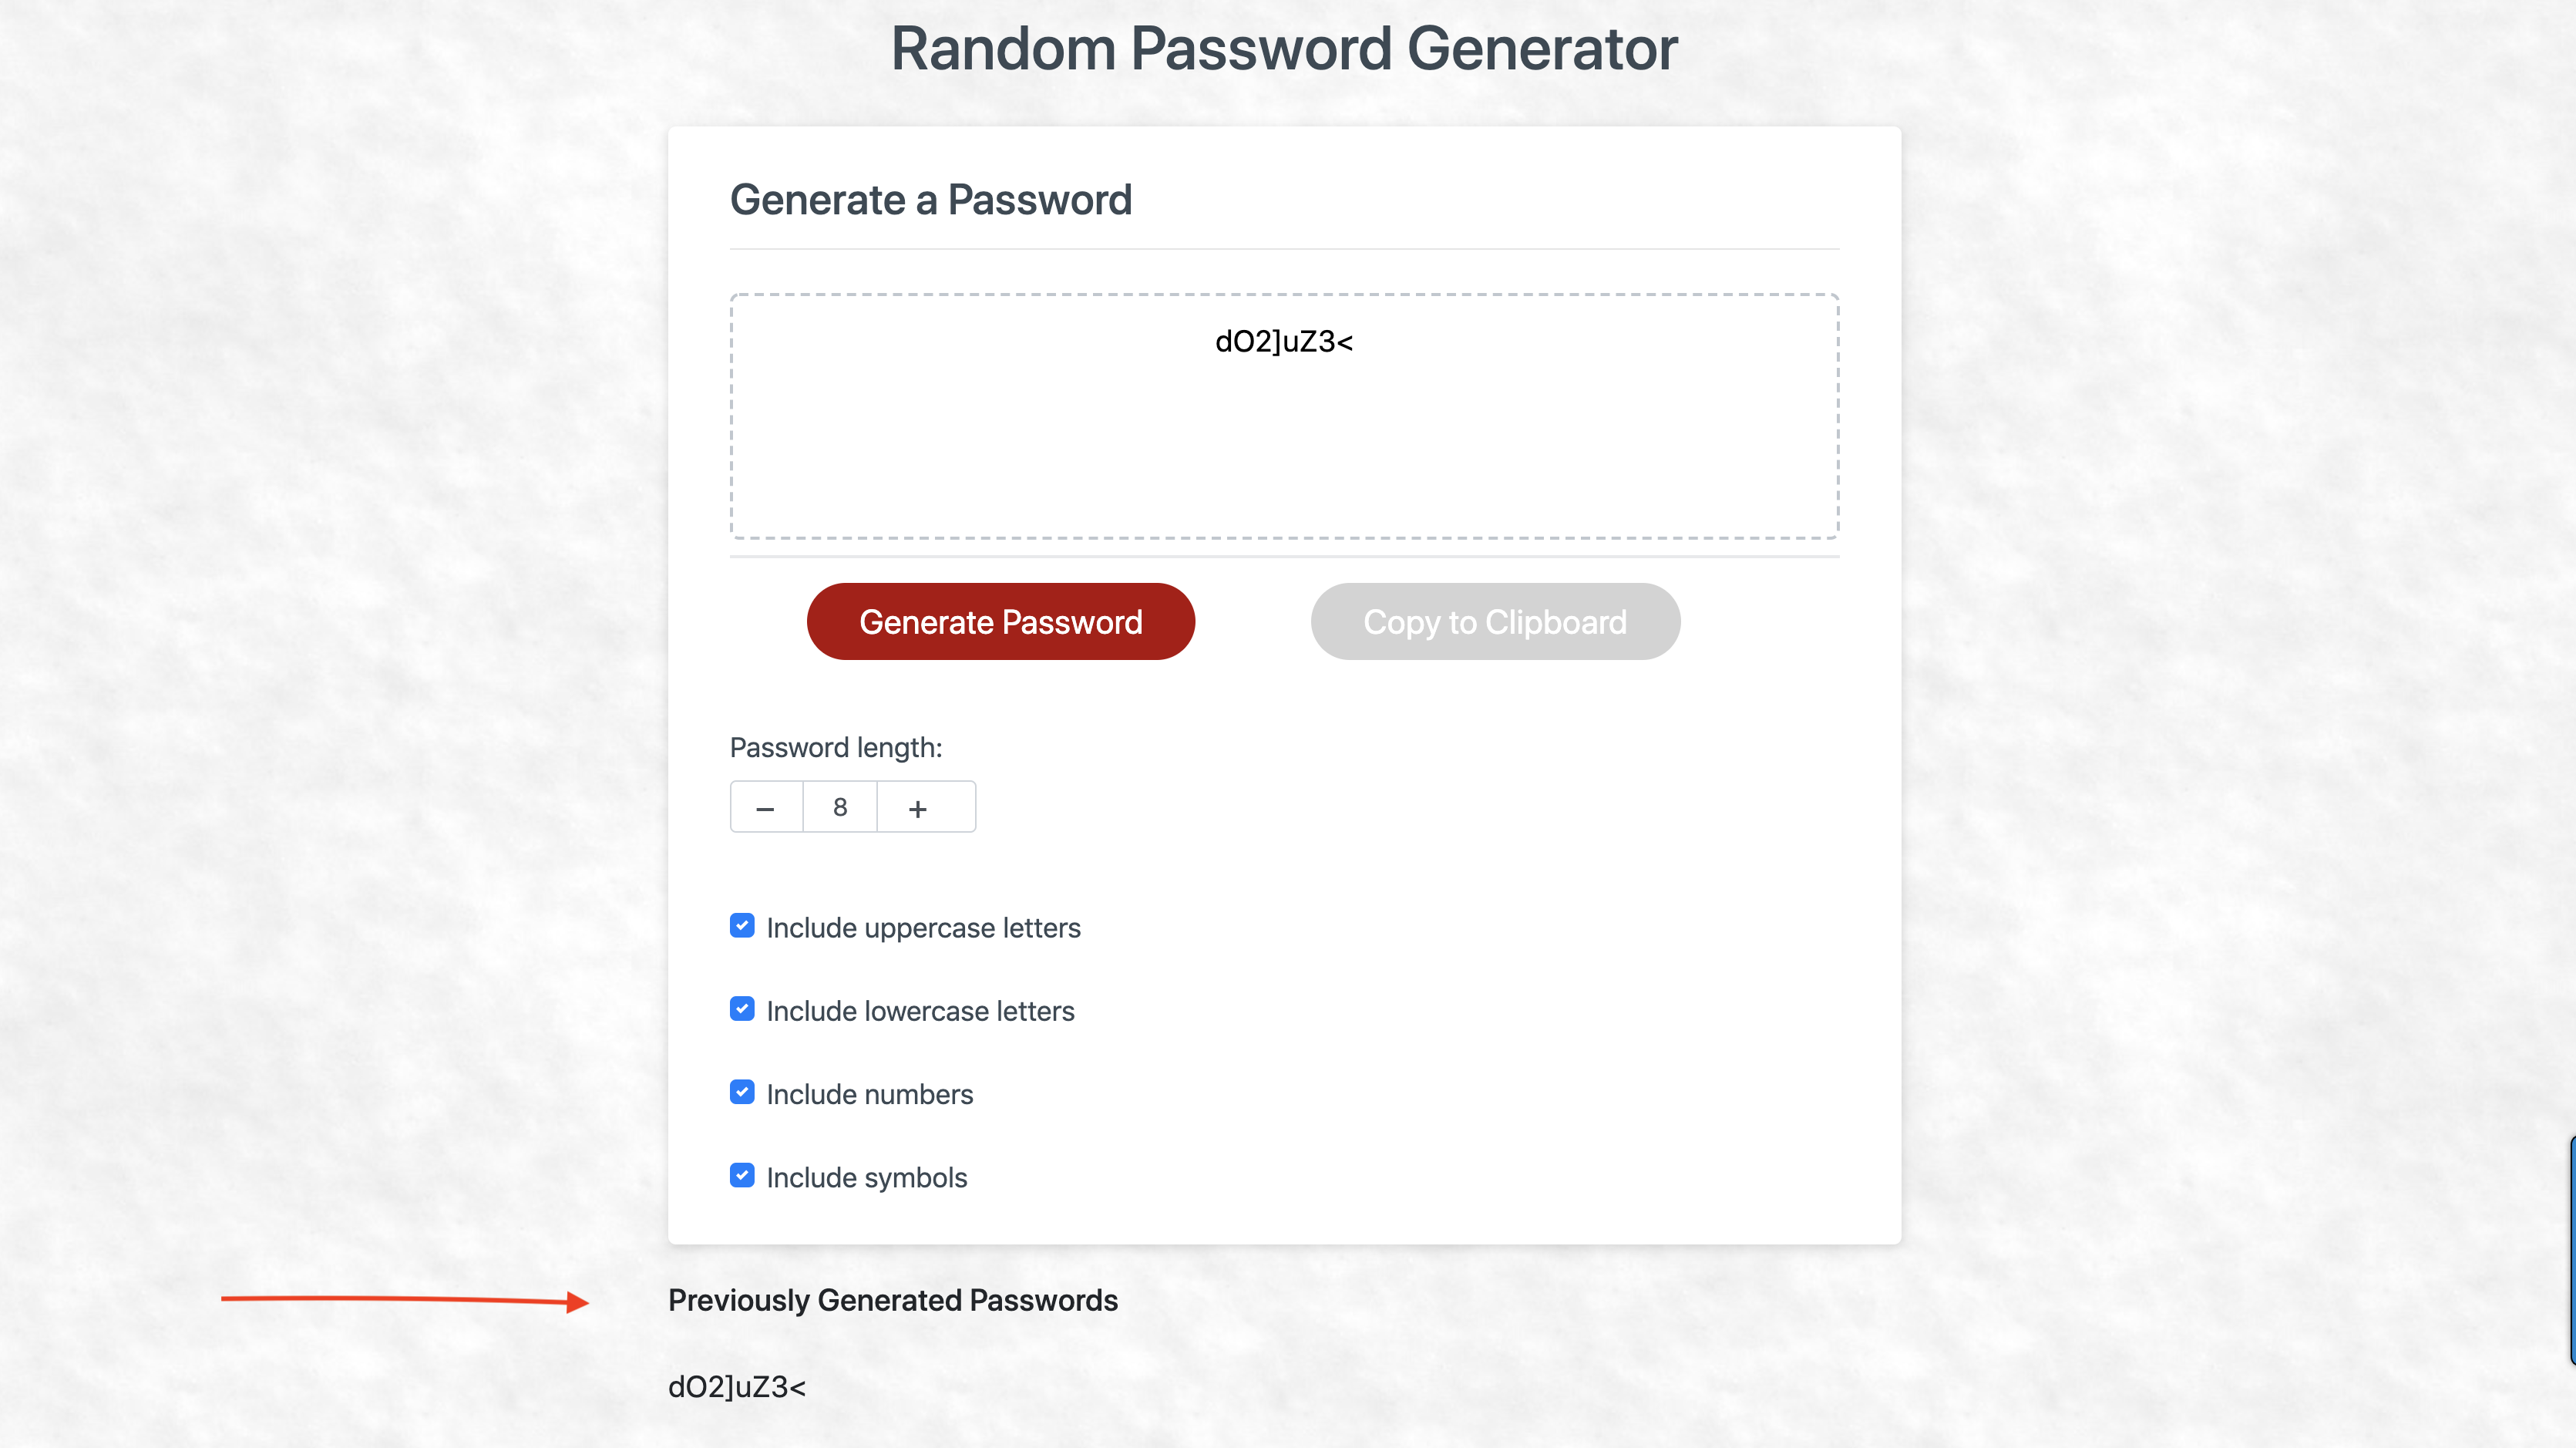 Random Password Generator
Generate a Password
dO2]uZ3<
Generate Password
Copy to Clipboard
Password length:
– 8 +
Include uppercase letters
Include lowercase letters
Include numbers
Include symbols
Previously Generated Passwords
dO2]uZ3<